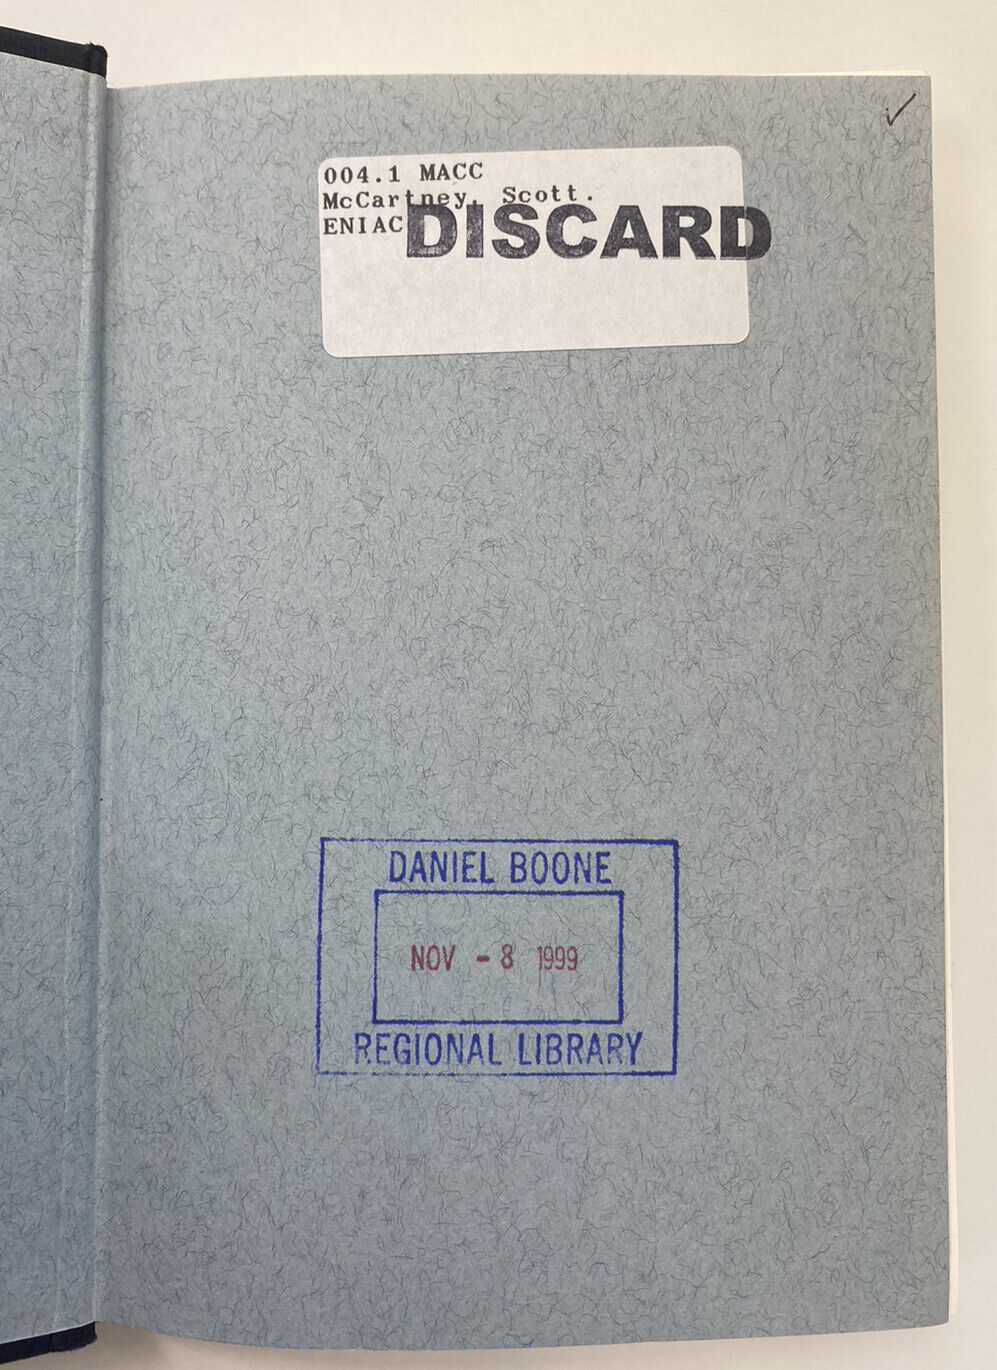 004.1 MACC
McCartney, Scott.
ENIAC
DISCARD
DANIEL BOONE
NOV - 8 1999
REGIONAL LIBRARY